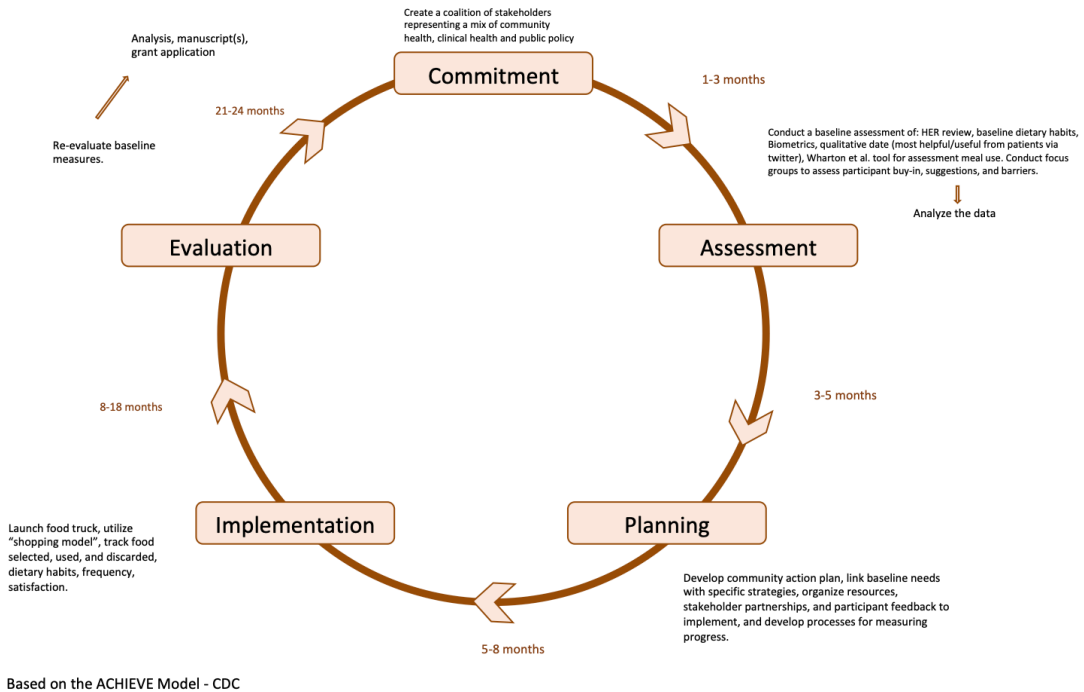 Create a coalition of stakeholders
representing a mix of community
health, clinical health and public policy
Commitment
1-3 months
Conduct a baseline assessment of: HER review, baseline dietary habits,
Biometrics, qualitative date (most helpful/useful from patients via
twitter), Wharton et al. tool for assessment meal use. Conduct focus
groups to assess participant buy-in, suggestions, and barriers.
Analyze the data
Assessment
3-5 months
Planning
Develop community action plan, link baseline needs
with specific strategies, organize resources,
stakeholder partnerships, and participant feedback to
implement, and develop processes for measuring
progress.
5-8 months
Implementation
Launch food truck, utilize
“shopping model”, track food
selected, used, and discarded,
dietary habits, frequency,
satisfaction.
8-18 months
Evaluation
Re-evaluate baseline
measures.
Analysis, manuscript(s),
grant application
21-24 months
Based on the ACHIEVE Model - CDC